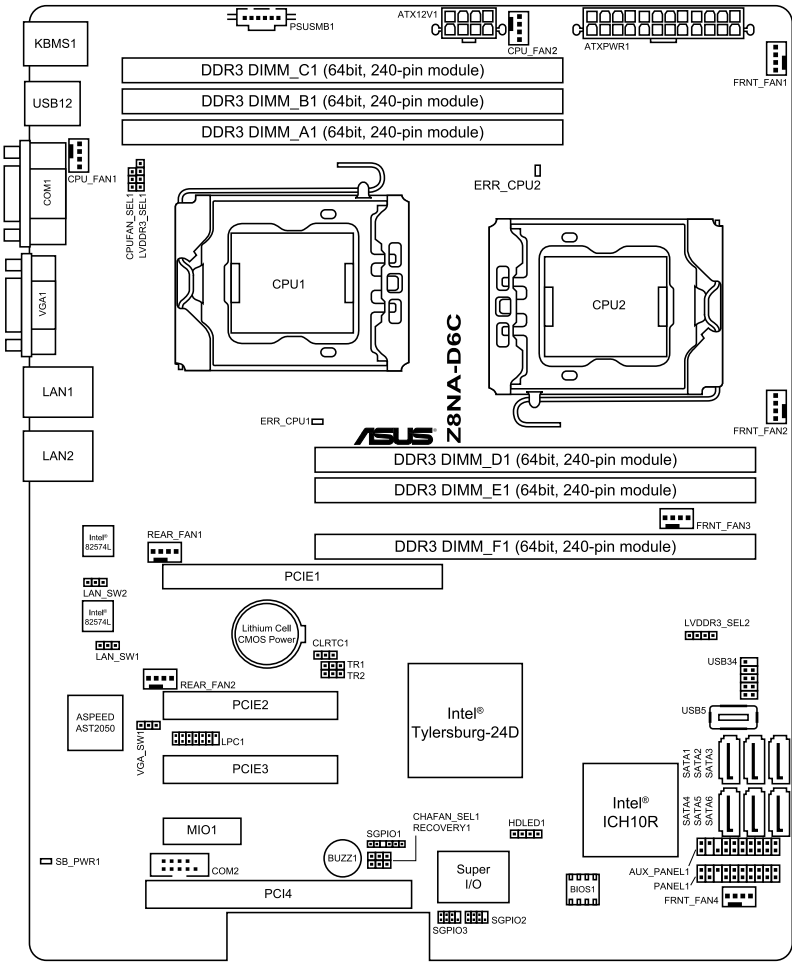 PSUSMB1
ATX12V1
CPU_FAN2
ATXPWR1
KBMS1
FRNT_FAN1
DDR3 DIMM_C1 (64bit, 240-pin module)
USB12
DDR3 DIMM_B1 (64bit, 240-pin module)
DDR3 DIMM_A1 (64bit, 240-pin module)
CPU_FAN1
COM1
CPUFAN_SEL1
LVDDR3_SEL1
ERR_CPU2
CPU1
CPU2
VGA1
LAN1
ERR_CPU1
ASUS
Z8NA-D6C
FRNT_FAN2
LAN2
DDR3 DIMM_D1 (64bit, 240-pin module)
DDR3 DIMM_E1 (64bit, 240-pin module)
FRNT_FAN3
DDR3 DIMM_F1 (64bit, 240-pin module)
Intel®
82574L
REAR_FAN1
PCIE1
LAN_SW2
Intel®
82574L
LAN_SW1
Lithium Cell
CMOS Power
CLRTC1
TR1
TR2
LVDDR3_SEL2
USB34
REAR_FAN2
PCIE2
Intel®
Tylersburg-24D
USB5
ASPEED
AST2050
VGA_SW1
LPC1
PCIE3
SATA1
SATA2
SATA3
Intel®
ICH10R
SATA4
SATA5
SATA6
MIO1
CHAFAN_SEL1
RECOVERY1
SGPIO1
HDLED1
SB_PWR1
COM2
BUZZ1
Super
I/O
AUX_PANEL1
PANEL1
BIOS1
FRNT_FAN4
PCI4
SGPIO3
SGPIO2